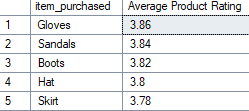 item_purchased Average Product Rating
1 Gloves 3.86
2 Sandals 3.84
3 Boots 3.82
4 Hat 3.8
5 Skirt 3.78